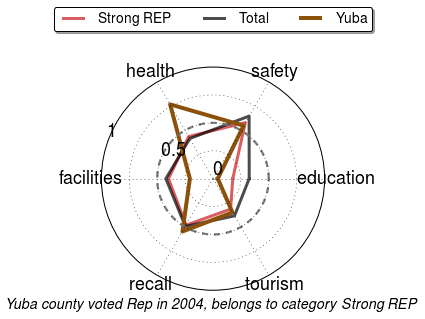 Strong REP Total Yuba
health safety
1
0.5
facilities 0 education
recall tourism
Yuba county voted Rep in 2004, belongs to category Strong REP